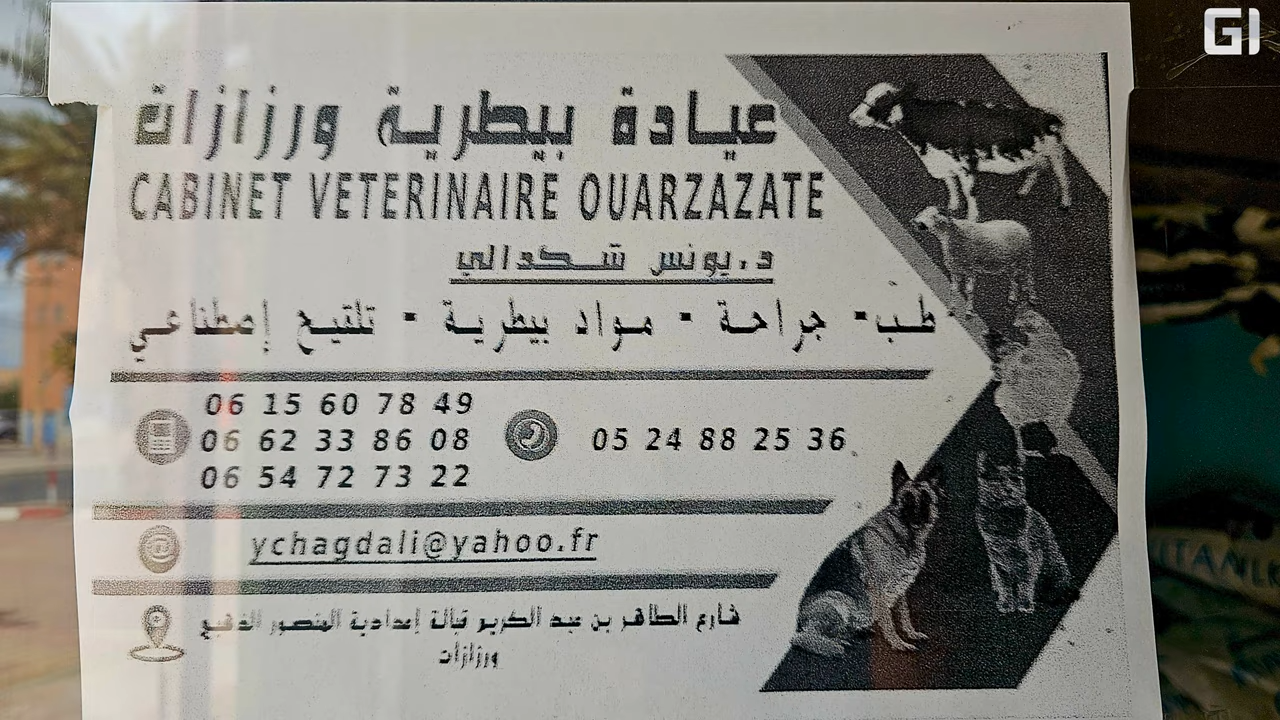 GI
عيادة بيطرية ورزازات
CABINET VETERINAIRE OUARZAZATE
د.يونس شكدالي
طب - جراحة - مواد بيطرية - تلقيح إصطناعي
06 15 60 78 49
06 62 33 86 08
06 54 72 73 22
05 24 88 25 36
ychagdali@yahoo.fr
شارع الطاهر بن عبد الكريم قبالة إعدادية المنصور
ورزازات